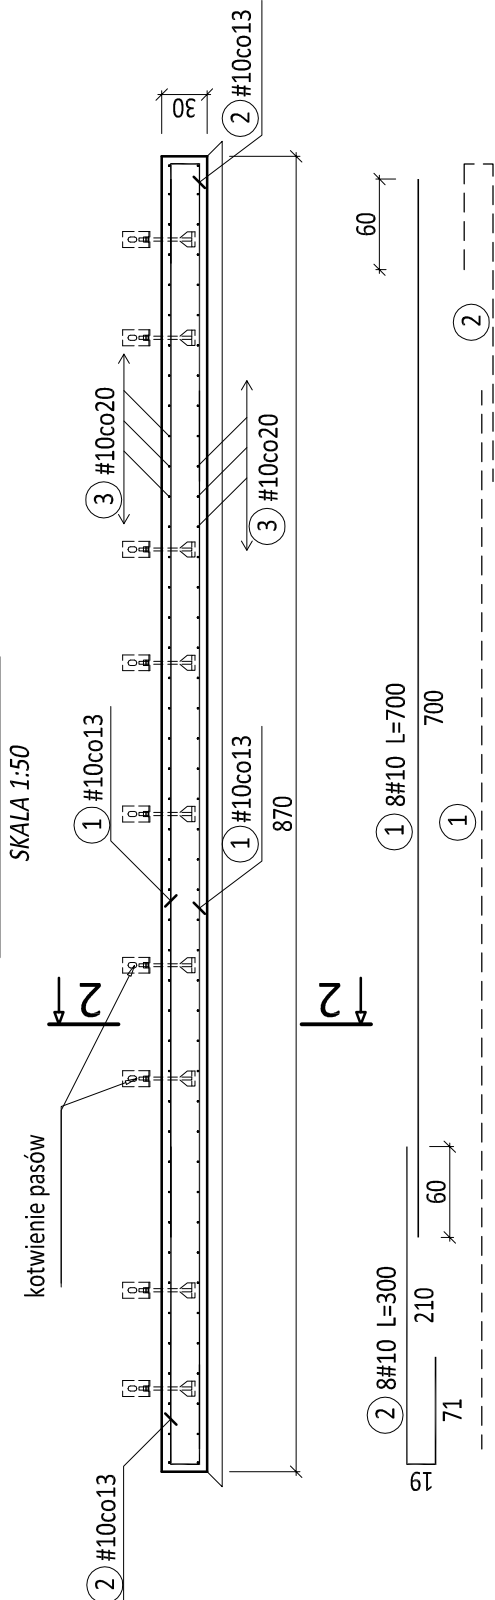 SKALA 1:50
kotwienie pasów
2 #10co13
1 #10co13
3 #10co20
2 #10co13
30
1 #10co13
3 #10co20
870
2
2
2 8#10 L=300
210
71
19
60
1 8#10 L=700
700
60
1
2